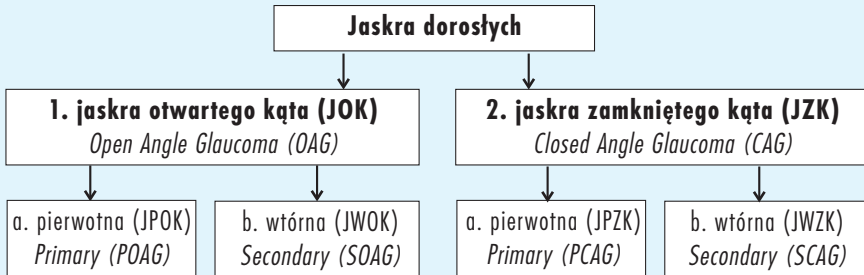 Jaskra dorosłych
1. jaskra otwartego kąta (JOK)
Open Angle Glaucoma (OAG)
2. jaskra zamkniętego kąta (JZK)
Closed Angle Glaucoma (CAG)
a. pierwotna (JPOK)
Primary (POAG)
b. wtórna (JWOK)
Secondary (SOAG)
a. pierwotna (JPZK)
Primary (PCAG)
b. wtórna (JWZK)
Secondary (SCAG)